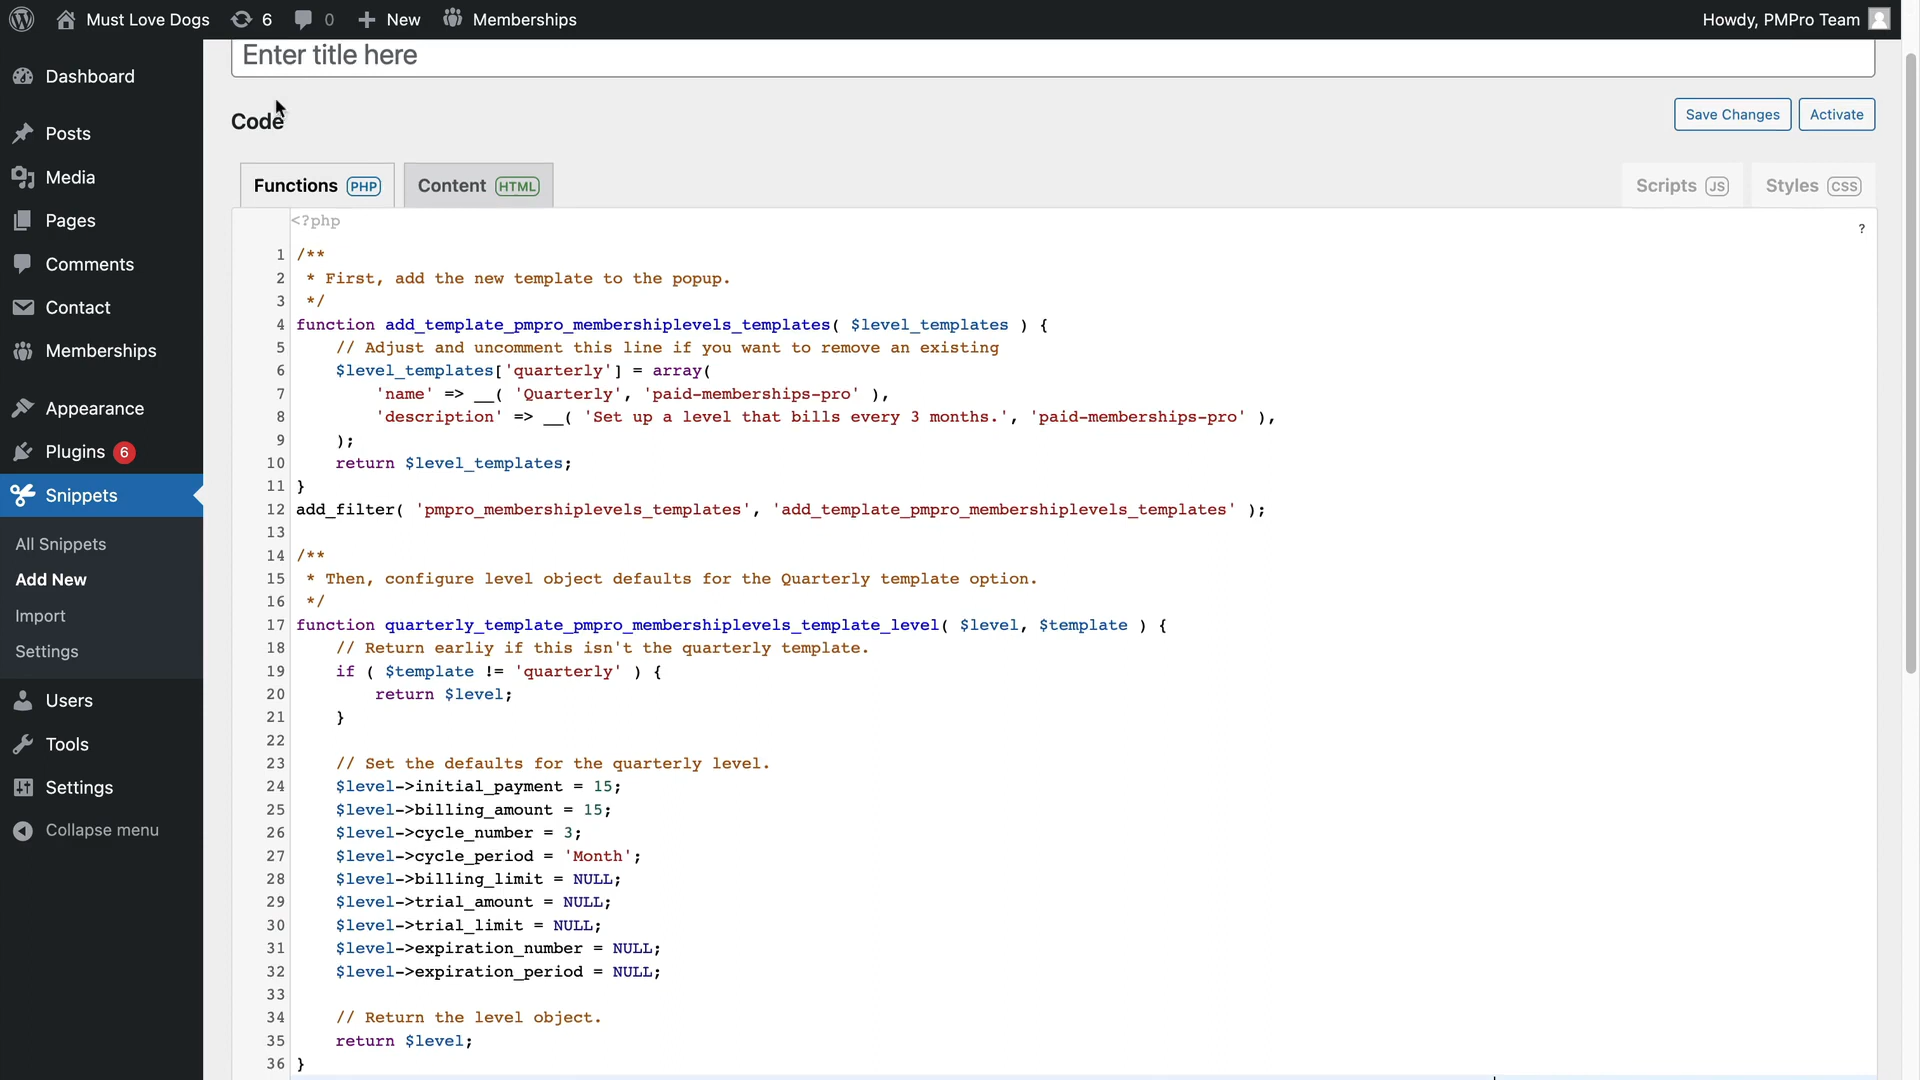 Must Love Dogs 6 0 New Memberships Howdy, PMPro Team
Dashboard
Posts
Media
Pages
Comments
Contact
Memberships
Appearance
Plugins 6
Snippets
All Snippets
Add New
Import
Settings
Users
Tools
Settings
Collapse menu
Enter title here
Code
Save Changes Activate
Functions PHP Content HTML Scripts JS Styles CSS
<?php
?
1 /**
2  * First, add the new template to the popup.
3  */
4 function add_template_pmpro_membershiplevels_templates( $level_templates ) {
5     // Adjust and uncomment this line if you want to remove an existing
6     $level_templates['quarterly'] = array(
7         'name' => __( 'Quarterly', 'paid-memberships-pro' ),
8         'description' => __( 'Set up a level that bills every 3 months.', 'paid-memberships-pro' ),
9     );
10     return $level_templates;
11 }
12 add_filter( 'pmpro_membershiplevels_templates', 'add_template_pmpro_membershiplevels_templates' );
13
14 /**
15  * Then, configure level object defaults for the Quarterly template option.
16  */
17 function quarterly_template_pmpro_membershiplevels_template_level( $level, $template ) {
18     // Return earliy if this isn't the quarterly template.
19     if ( $template != 'quarterly' ) {
20         return $level;
21     }
22
23     // Set the defaults for the quarterly level.
24     $level->initial_payment = 15;
25     $level->billing_amount = 15;
26     $level->cycle_number = 3;
27     $level->cycle_period = 'Month';
28     $level->billing_limit = NULL;
29     $level->trial_amount = NULL;
30     $level->trial_limit = NULL;
31     $level->expiration_number = NULL;
32     $level->expiration_period = NULL;
33
34     // Return the level object.
35     return $level;
36 }